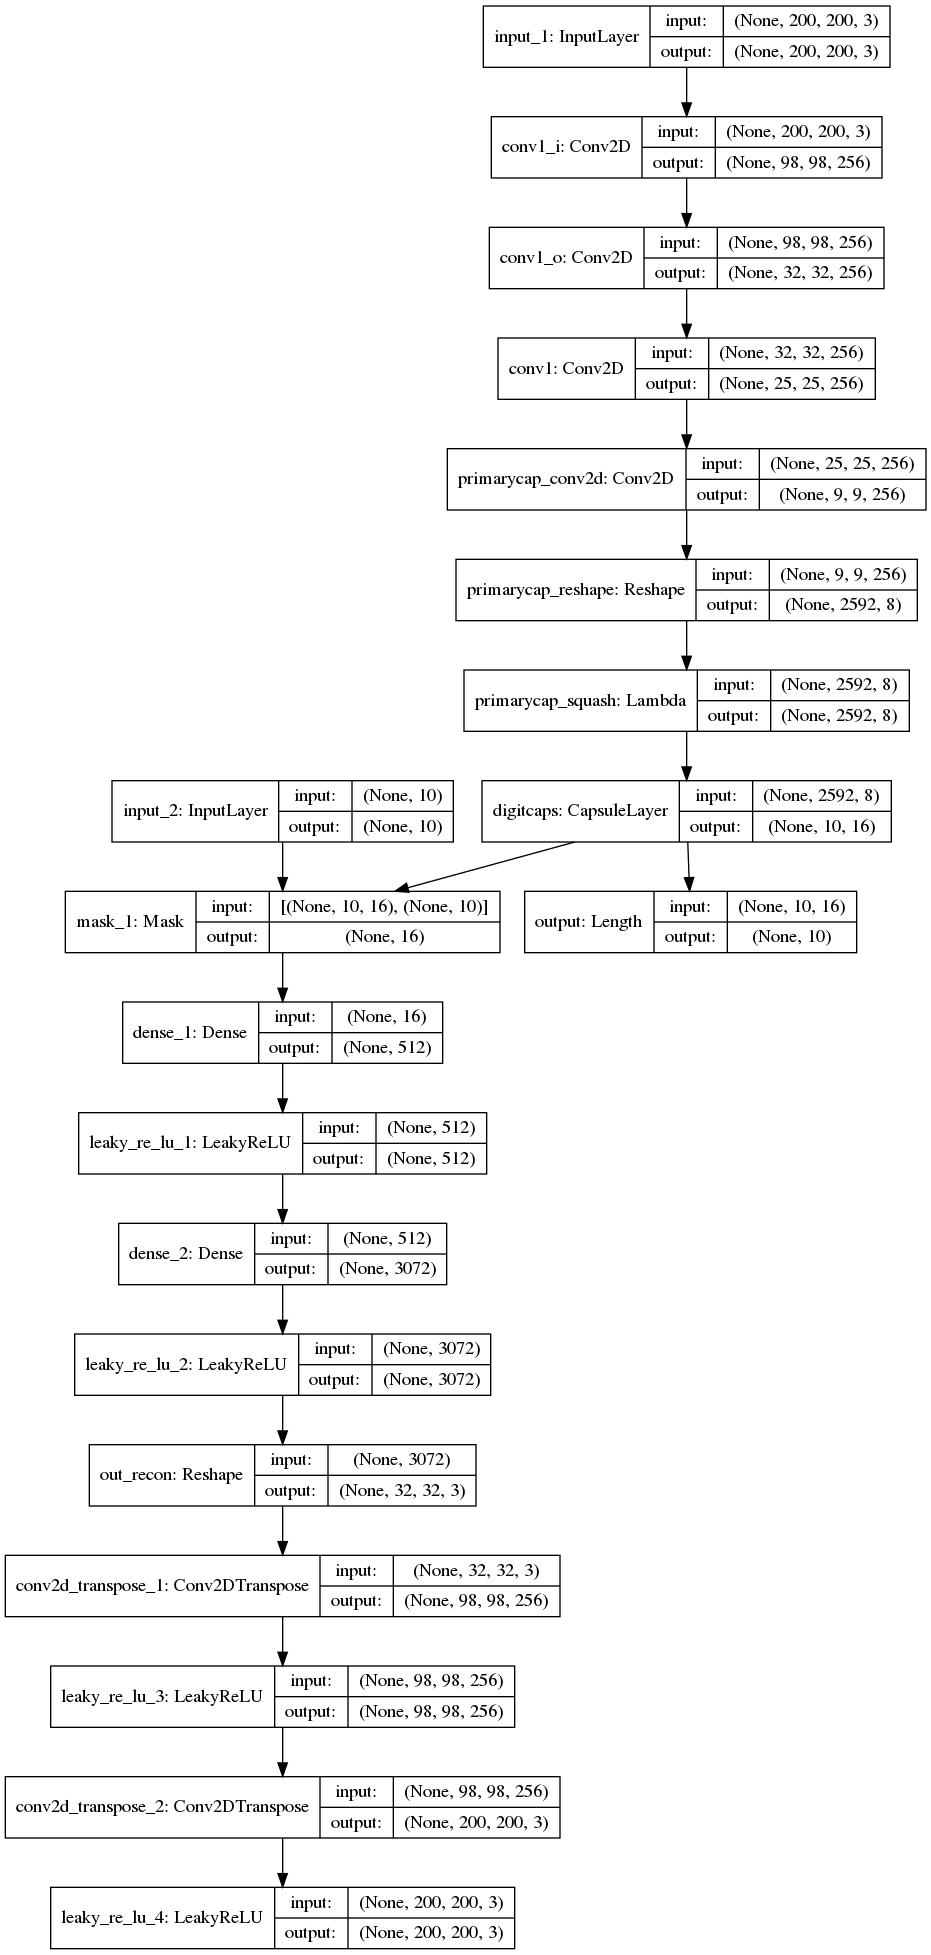 input_1: InputLayer
input: (None, 200, 200, 3)
output: (None, 200, 200, 3)
conv1_i: Conv2D
input: (None, 200, 200, 3)
output: (None, 98, 98, 256)
conv1_o: Conv2D
input: (None, 98, 98, 256)
output: (None, 32, 32, 256)
conv1: Conv2D
input: (None, 32, 32, 256)
output: (None, 25, 25, 256)
primarycap_conv2d: Conv2D
input: (None, 25, 25, 256)
output: (None, 9, 9, 256)
primarycap_reshape: Reshape
input: (None, 9, 9, 256)
output: (None, 2592, 8)
primarycap_squash: Lambda
input: (None, 2592, 8)
output: (None, 2592, 8)
input_2: InputLayer
input: (None, 10)
output: (None, 10)
digitcaps: CapsuleLayer
input: (None, 2592, 8)
output: (None, 10, 16)
mask_1: Mask
input: [(None, 10, 16), (None, 10)]
output: (None, 16)
output: Length
input: (None, 10, 16)
output: (None, 10)
dense_1: Dense
input: (None, 16)
output: (None, 512)
leaky_re_lu_1: LeakyReLU
input: (None, 512)
output: (None, 512)
dense_2: Dense
input: (None, 512)
output: (None, 3072)
leaky_re_lu_2: LeakyReLU
input: (None, 3072)
output: (None, 3072)
out_recon: Reshape
input: (None, 3072)
output: (None, 32, 32, 3)
conv2d_transpose_1: Conv2DTranspose
input: (None, 32, 32, 3)
output: (None, 98, 98, 256)
leaky_re_lu_3: LeakyReLU
input: (None, 98, 98, 256)
output: (None, 98, 98, 256)
conv2d_transpose_2: Conv2DTranspose
input: (None, 98, 98, 256)
output: (None, 200, 200, 3)
leaky_re_lu_4: LeakyReLU
input: (None, 200, 200, 3)
output: (None, 200, 200, 3)